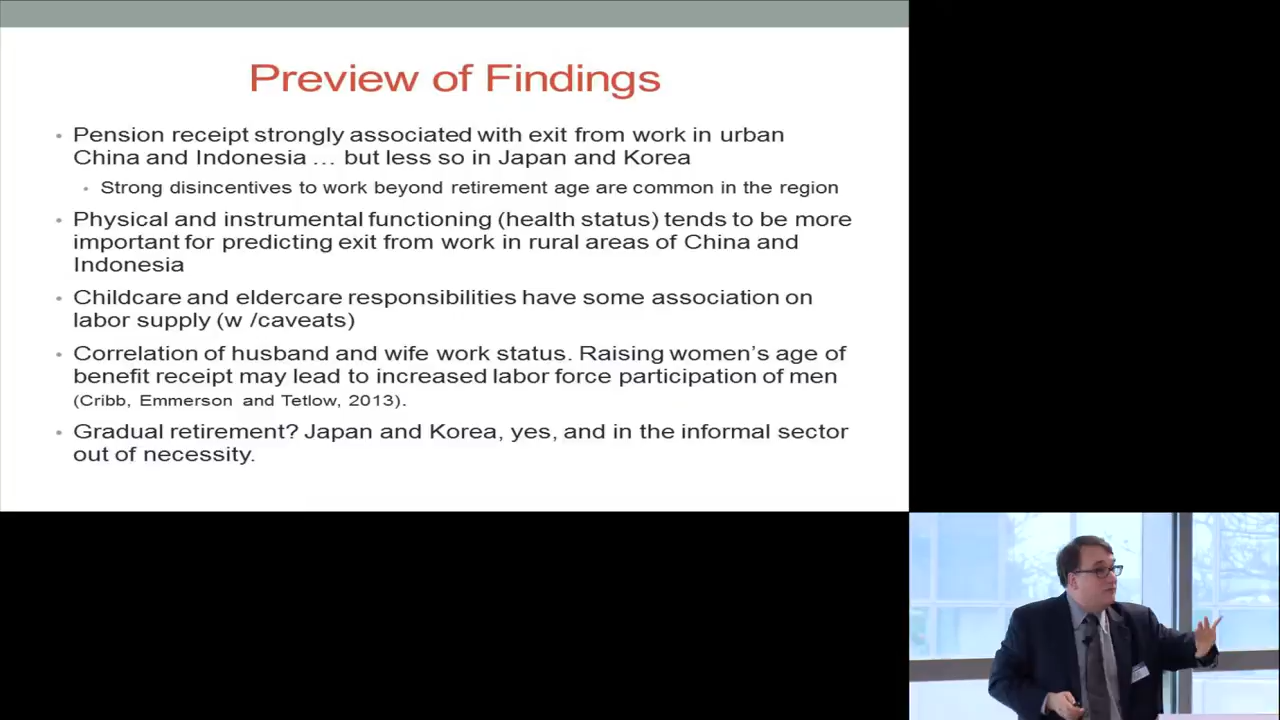 Preview of Findings
• Pension receipt strongly associated with exit from work in urban
China and Indonesia … but less so in Japan and Korea
• Strong disincentives to work beyond retirement age are common in the region
• Physical and instrumental functioning (health status) tends to be more
important for predicting exit from work in rural areas of China and
Indonesia
• Childcare and eldercare responsibilities have some association on
labor supply (w /caveats)
• Correlation of husband and wife work status. Raising women’s age of
benefit receipt may lead to increased labor force participation of men
(Cribb, Emmerson and Tetlow, 2013).
• Gradual retirement? Japan and Korea, yes, and in the informal sector
out of necessity.